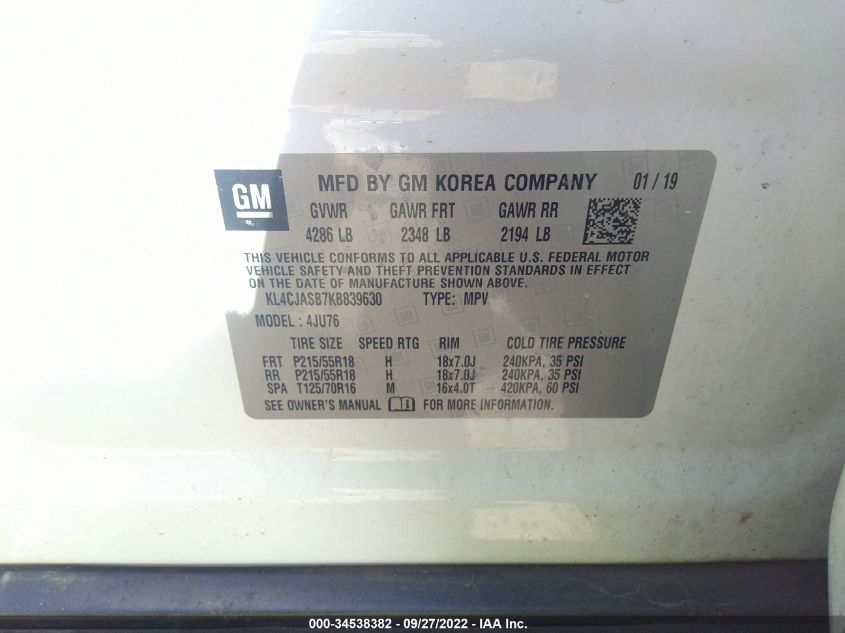 GM
MFD BY GM KOREA COMPANY 01 / 19
GVWR GAWR FRT GAWR RR
4286 LB 2348 LB 2194 LB
THIS VEHICLE CONFORMS TO ALL APPLICABLE U.S. FEDERAL MOTOR
VEHICLE SAFETY AND THEFT PREVENTION STANDARDS IN EFFECT
ON THE DATE OF MANUFACTURE SHOWN ABOVE.
KL4CJASB7KB839630 TYPE: MPV
MODEL : 4JU76
TIRE SIZE SPEED RTG RIM COLD TIRE PRESSURE
FRT P215/55R18 H 18x7.0J 240KPA, 35 PSI
RR P215/55R18 H 18x7.0J 240KPA, 35 PSI
SPA T125/70R16 M 16x4.0T 420KPA, 60 PSI
SEE OWNER'S MANUAL FOR MORE INFORMATION.
000-34538382 - 09/27/2022 - IAA Inc.